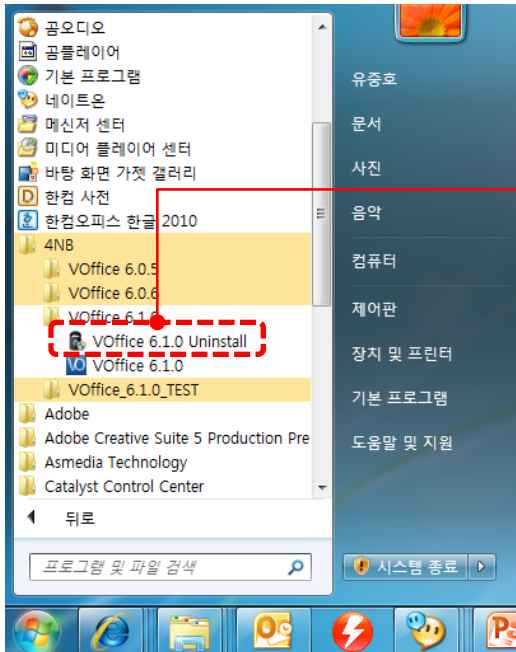 곰오디오
곰플레이어
기본 프로그램
네이트온
메신저 센터
미디어 플레이어 센터
바탕 화면 가젯 갤러리
한컴 사전
한컴오피스 한글 2010
4NB
VOffice 6.0.5
VOffice 6.0.6
VOffice 6.1.0
VOffice 6.1.0 Uninstall
VOffice 6.1.0
VOffice_6.1.0_TEST
Adobe
Adobe Creative Suite 5 Production Pre
Asmedia Technology
Catalyst Control Center
뒤로
프로그램 및 파일 검색
유중호
문서
사진
음악
컴퓨터
제어판
장치 및 프린터
기본 프로그램
도움말 및 지원
시스템 종료